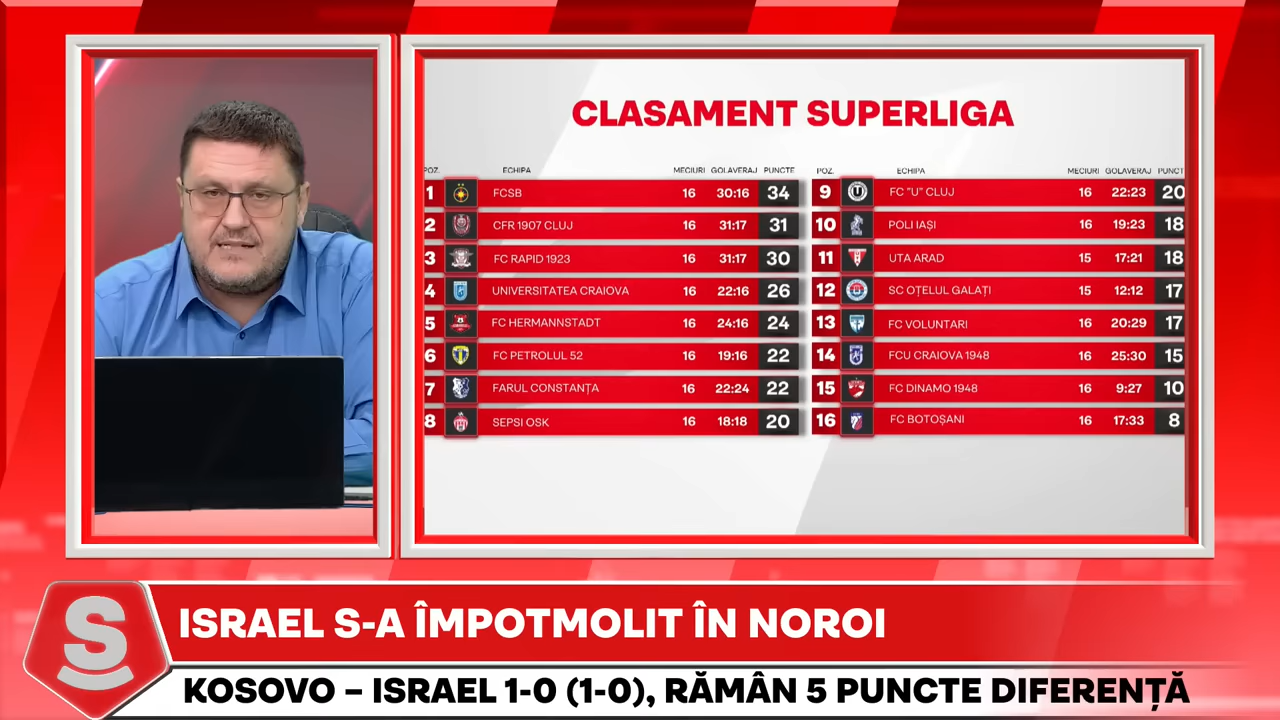 CLASAMENT SUPERLIGA
POZ. ECHIPA MECIURI GOLAVERAJ PUNCTE
1 FCSB 16 30:16 34
2 CFR 1907 CLUJ 16 31:17 31
3 FC RAPID 1923 16 31:17 30
4 UNIVERSITATEA CRAIOVA 16 22:16 26
5 FC HERMANNSTADT 16 24:16 24
6 FC PETROLUL 52 16 19:16 22
7 FARUL CONSTANȚA 16 22:24 22
8 SEPSI OSK 16 18:18 20
POZ. ECHIPA MECIURI GOLAVERAJ PUNCT
9 FC "U" CLUJ 16 22:23 20
10 POLI IAȘI 16 19:23 18
11 UTA ARAD 15 17:21 18
12 SC OȚELUL GALAȚI 15 12:12 17
13 FC VOLUNTARI 16 20:29 17
14 FCU CRAIOVA 1948 16 25:30 15
15 FC DINAMO 1948 16 9:27 10
16 FC BOTOȘANI 16 17:33 8
S
ISRAEL S-A ÎMPOTMOLIT ÎN NOROI
KOSOVO – ISRAEL 1-0 (1-0), RĂMÂN 5 PUNCTE DIFERENȚĂ